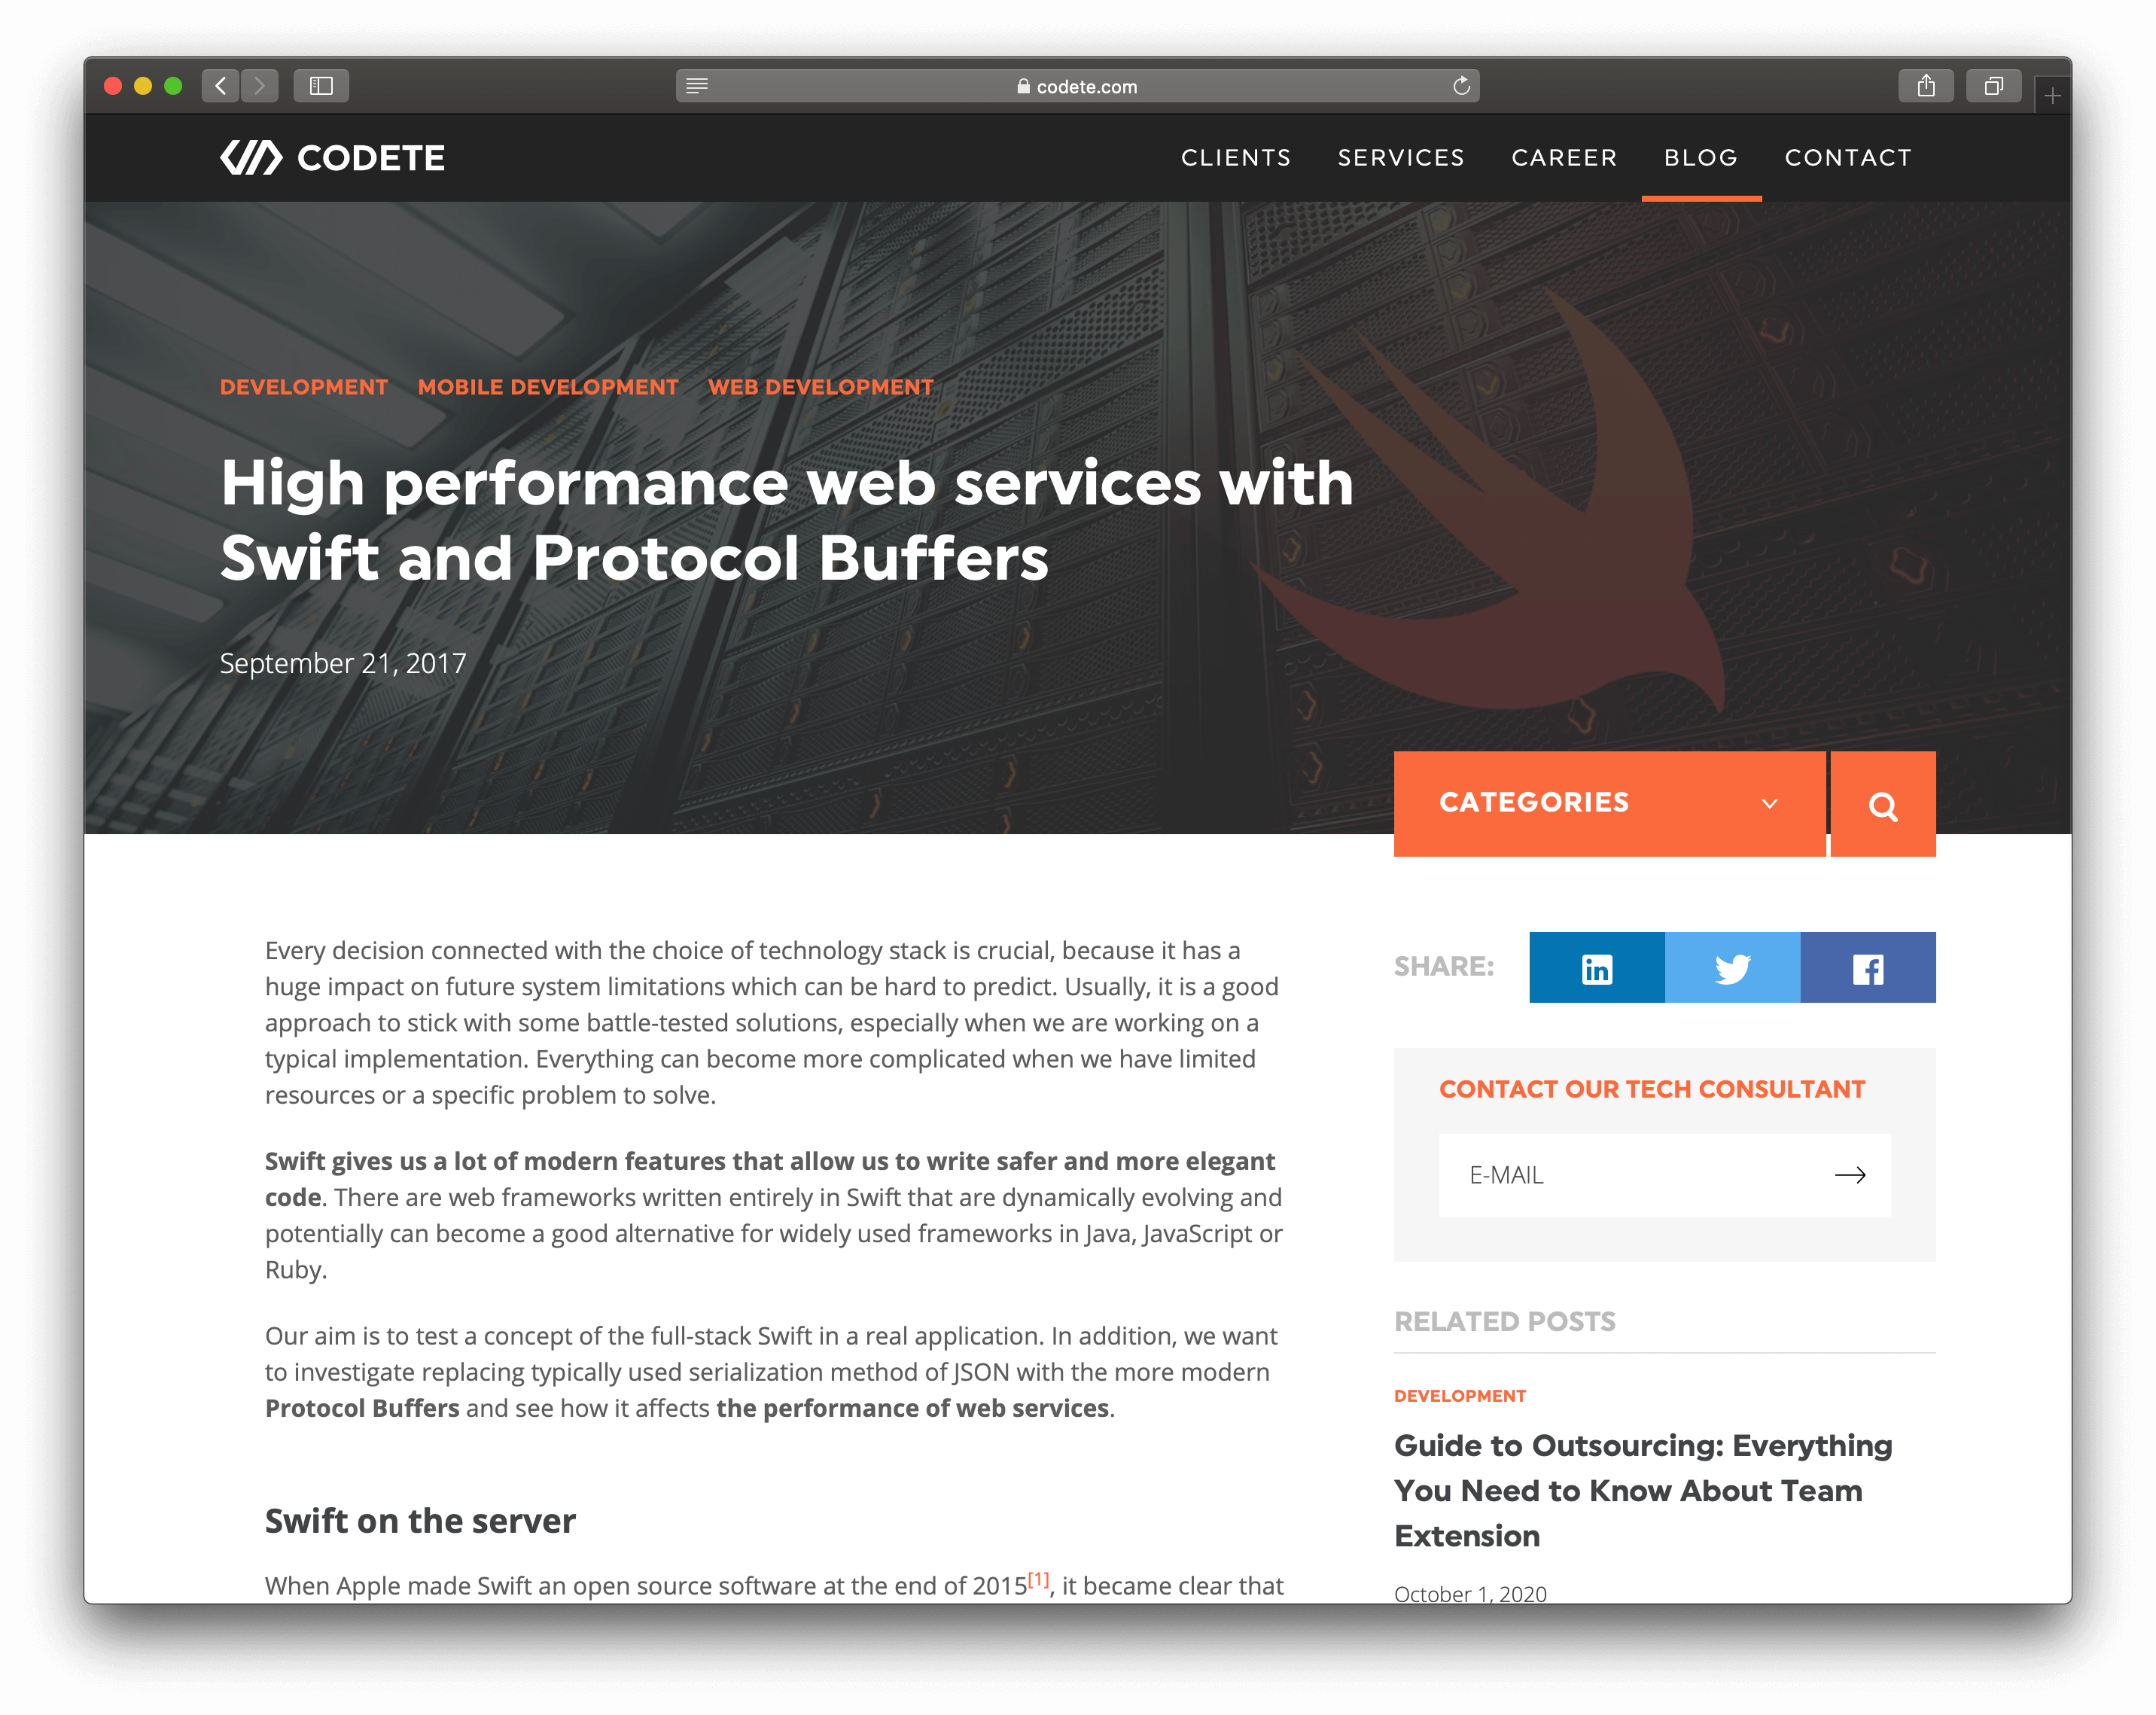 codete.com
CODETE
CLIENTS SERVICES CAREER BLOG CONTACT
DEVELOPMENT MOBILE DEVELOPMENT WEB DEVELOPMENT
High performance web services with
Swift and Protocol Buffers
September 21, 2017
CATEGORIES
Every decision connected with the choice of technology stack is crucial, because it has a
huge impact on future system limitations which can be hard to predict. Usually, it is a good
approach to stick with some battle-tested solutions, especially when we are working on a
typical implementation. Everything can become more complicated when we have limited
resources or a specific problem to solve.
Swift gives us a lot of modern features that allow us to write safer and more elegant
code. There are web frameworks written entirely in Swift that are dynamically evolving and
potentially can become a good alternative for widely used frameworks in Java, JavaScript or
Ruby.
Our aim is to test a concept of the full-stack Swift in a real application. In addition, we want
to investigate replacing typically used serialization method of JSON with the more modern
Protocol Buffers and see how it affects the performance of web services.
Swift on the server
When Apple made Swift an open source software at the end of 2015[1], it became clear that
SHARE:
CONTACT OUR TECH CONSULTANT
E-MAIL
RELATED POSTS
DEVELOPMENT
Guide to Outsourcing: Everything
You Need to Know About Team
Extension
October 1, 2020